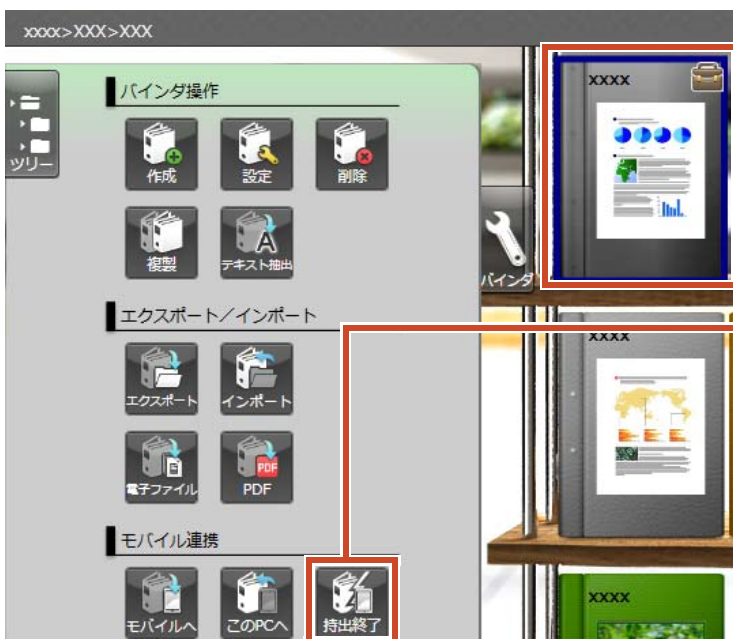 xxxx>XXX>XXX
ツリー
バインダ操作
作成
設定
削除
複製
テキスト抽出
A
エクスポート／インポート
エクスポート
インポート
電子ファイル
PDF
PDF
モバイル連携
モバイルへ
このPCへ
持出終了
バインダ
xxxx
xxxx
xxxx